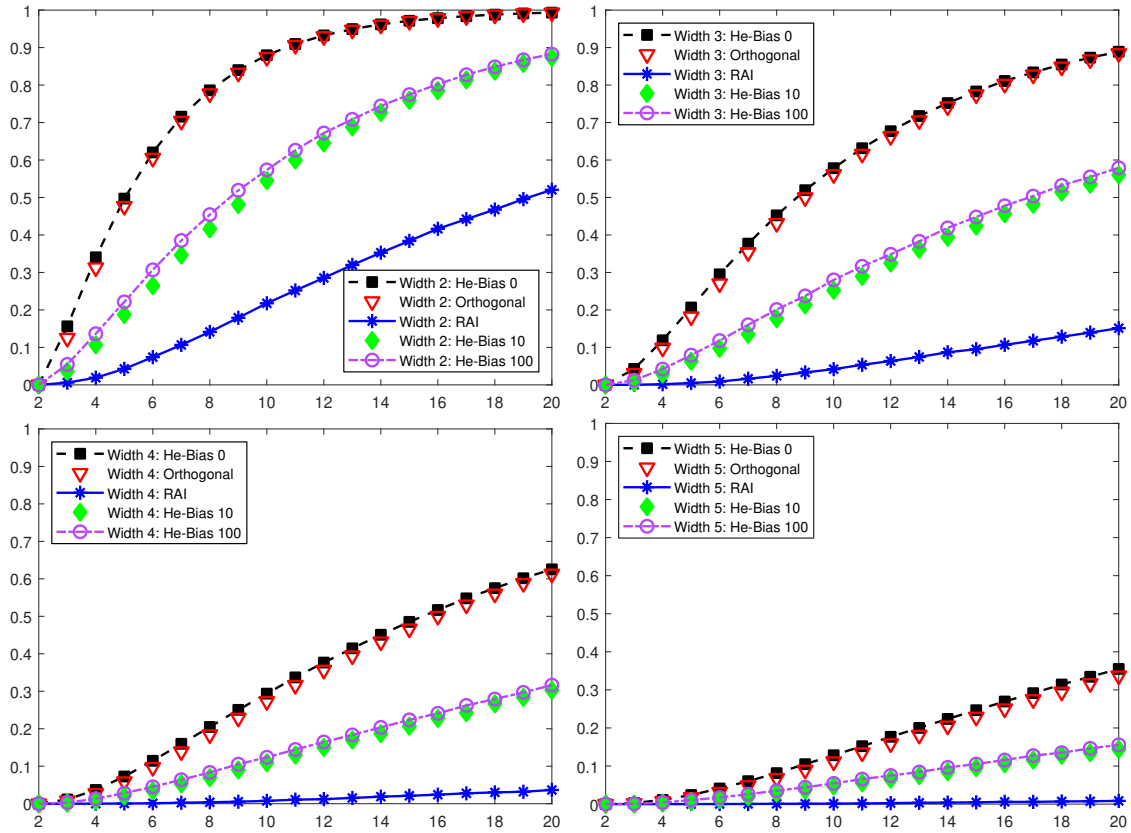 1
0.9
0.8
0.7
0.6
0.5
0.4
0.3
0.2
0.1
0
2 4 6 8 10 12 14 16 18 20
Width 2: He-Bias 0
Width 2: Orthogonal
Width 2: RAI
Width 2: He-Bias 10
Width 2: He-Bias 100
1
0.9
0.8
0.7
0.6
0.5
0.4
0.3
0.2
0.1
0
2 4 6 8 10 12 14 16 18 20
Width 3: He-Bias 0
Width 3: Orthogonal
Width 3: RAI
Width 3: He-Bias 10
Width 3: He-Bias 100
1
0.9
0.8
0.7
0.6
0.5
0.4
0.3
0.2
0.1
0
2 4 6 8 10 12 14 16 18 20
Width 4: He-Bias 0
Width 4: Orthogonal
Width 4: RAI
Width 4: He-Bias 10
Width 4: He-Bias 100
1
0.9
0.8
0.7
0.6
0.5
0.4
0.3
0.2
0.1
0
2 4 6 8 10 12 14 16 18 20
Width 5: He-Bias 0
Width 5: Orthogonal
Width 5: RAI
Width 5: He-Bias 10
Width 5: He-Bias 100